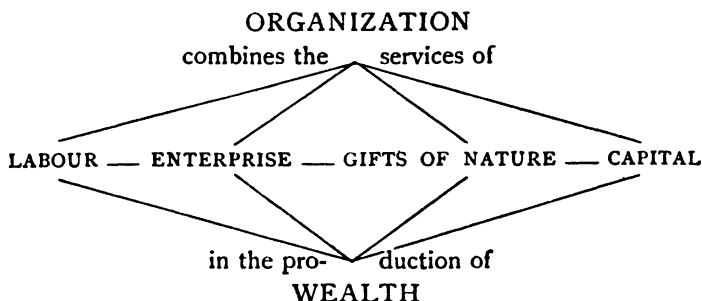 ORGANIZATION
combines the services of
LABOUR — ENTERPRISE — GIFTS OF NATURE — CAPITAL
in the pro- duction of
WEALTH